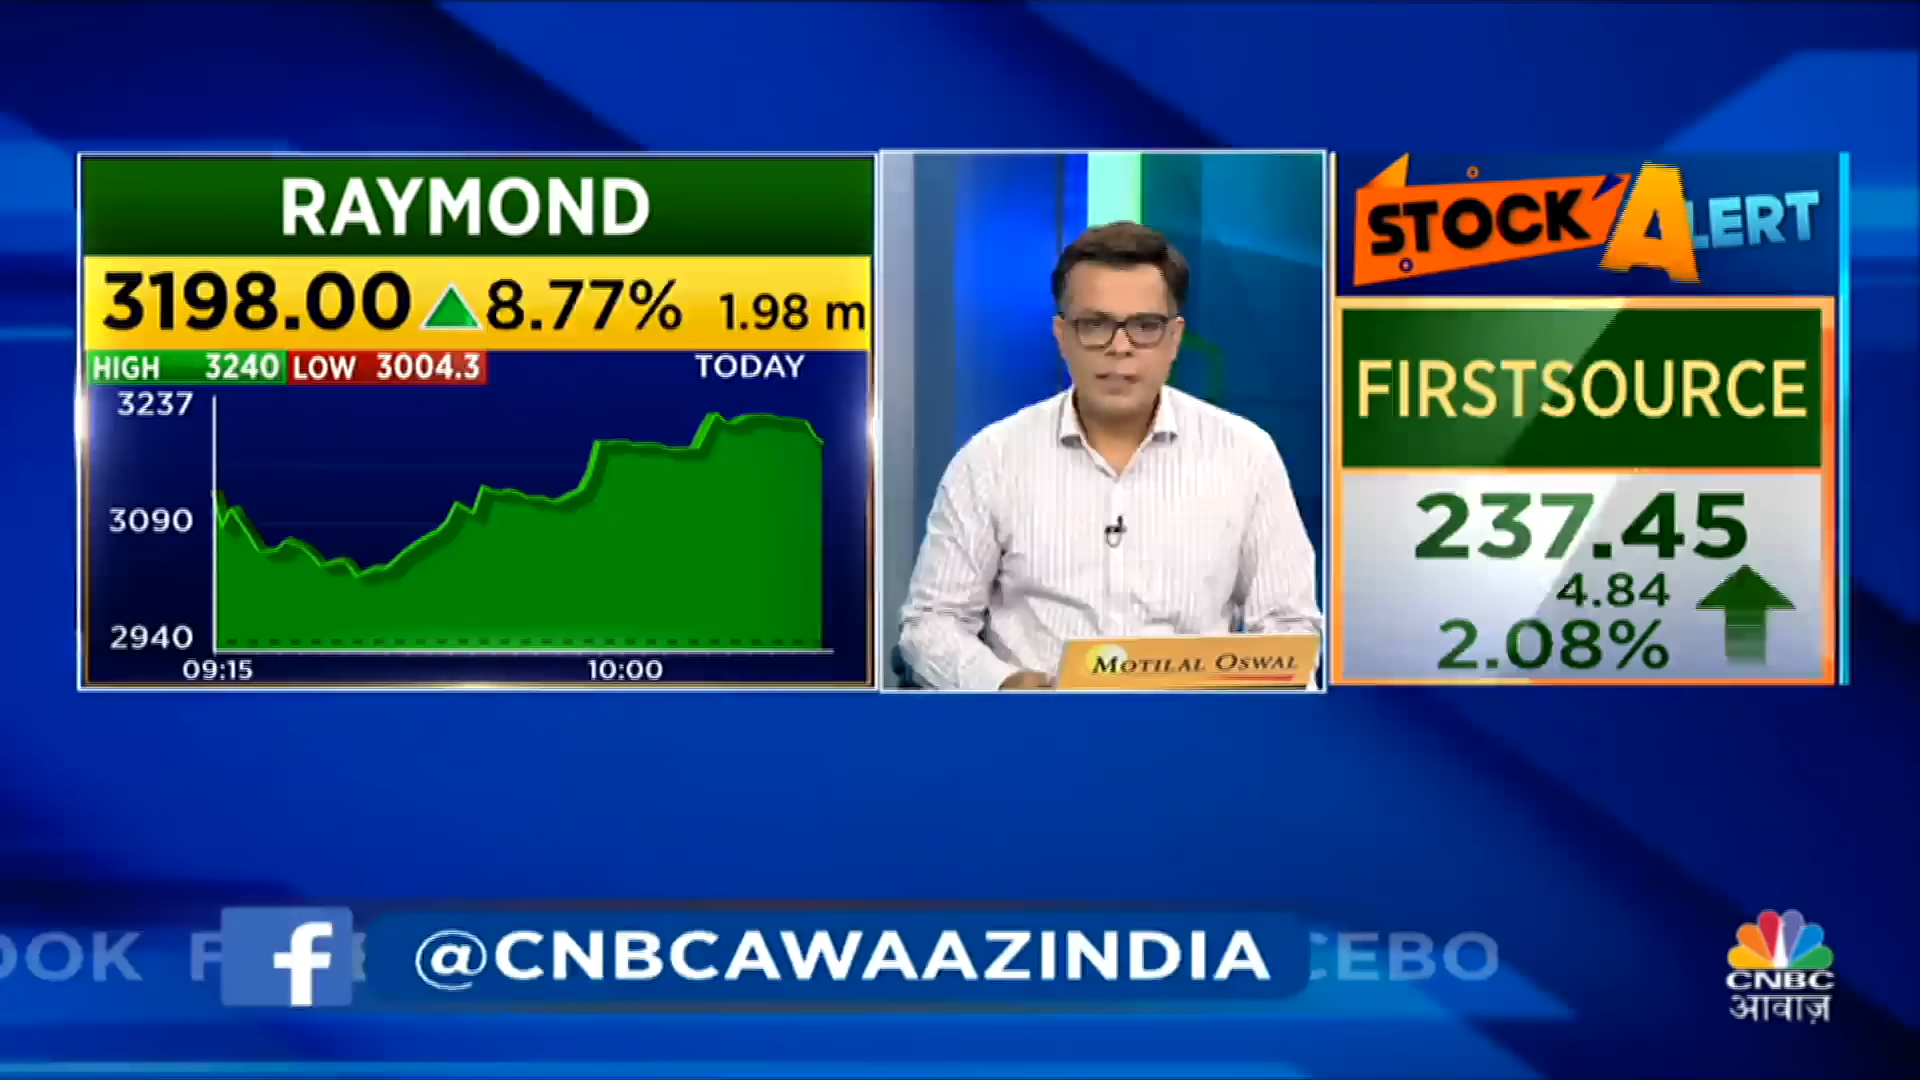 RAYMOND
3198.00 8.77% 1.98 m
HIGH 3240 LOW 3004.3 TODAY
3237
3090
2940
09:15 10:00
MOTILAL OSWAL
STOCK ALERT
FIRSTSOURCE
237.45
4.84
2.08%
@CNBCAWAAZINDIA
CNBC
आवाज़